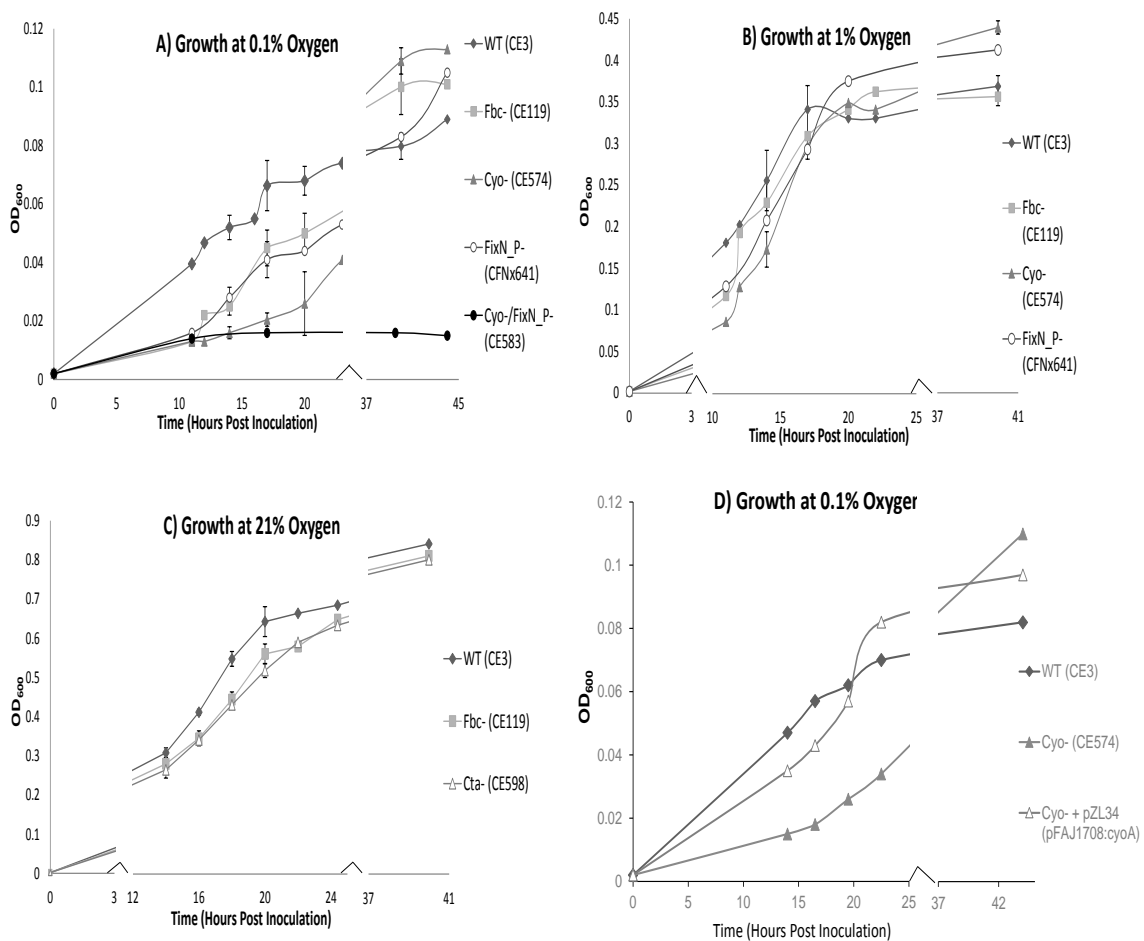 A) Growth at 0.1% Oxygen
0.12
0.1
0.08
0.06
0.04
0.02
0
OD600
0 5 10 15 20 37 45
Time (Hours Post Inoculation)
WT (CE3)
Fbc- (CE119)
Cyo- (CE574)
FixN_P-
(CFNx641)
Cyo-/FixN_P-
(CE583)
B) Growth at 1% Oxygen
0.45
0.4
0.35
0.3
0.25
0.2
0.15
0.1
0.05
0
OD600
0 3 10 15 20 25 37 41
Time (Hours Post Inoculation)
WT (CE3)
Fbc-
(CE119)
Cyo-
(CE574)
FixN_P-
(CFNx641)
C) Growth at 21% Oxygen
0.9
0.8
0.7
0.6
0.5
0.4
0.3
0.2
0.1
0
OD600
0 3 12 16 20 24 37 41
Time (Hours Post Inoculation)
WT (CE3)
Fbc- (CE119)
Cta- (CE598)
D) Growth at 0.1% Oxygen
0.12
0.1
0.08
0.06
0.04
0.02
0
OD600
0 5 10 15 20 25 37 42
Time (Hours Post Inoculation)
WT (CE3)
Cyo- (CE574)
Cyo- + pZL34
(pFAJ1708:cyoA)